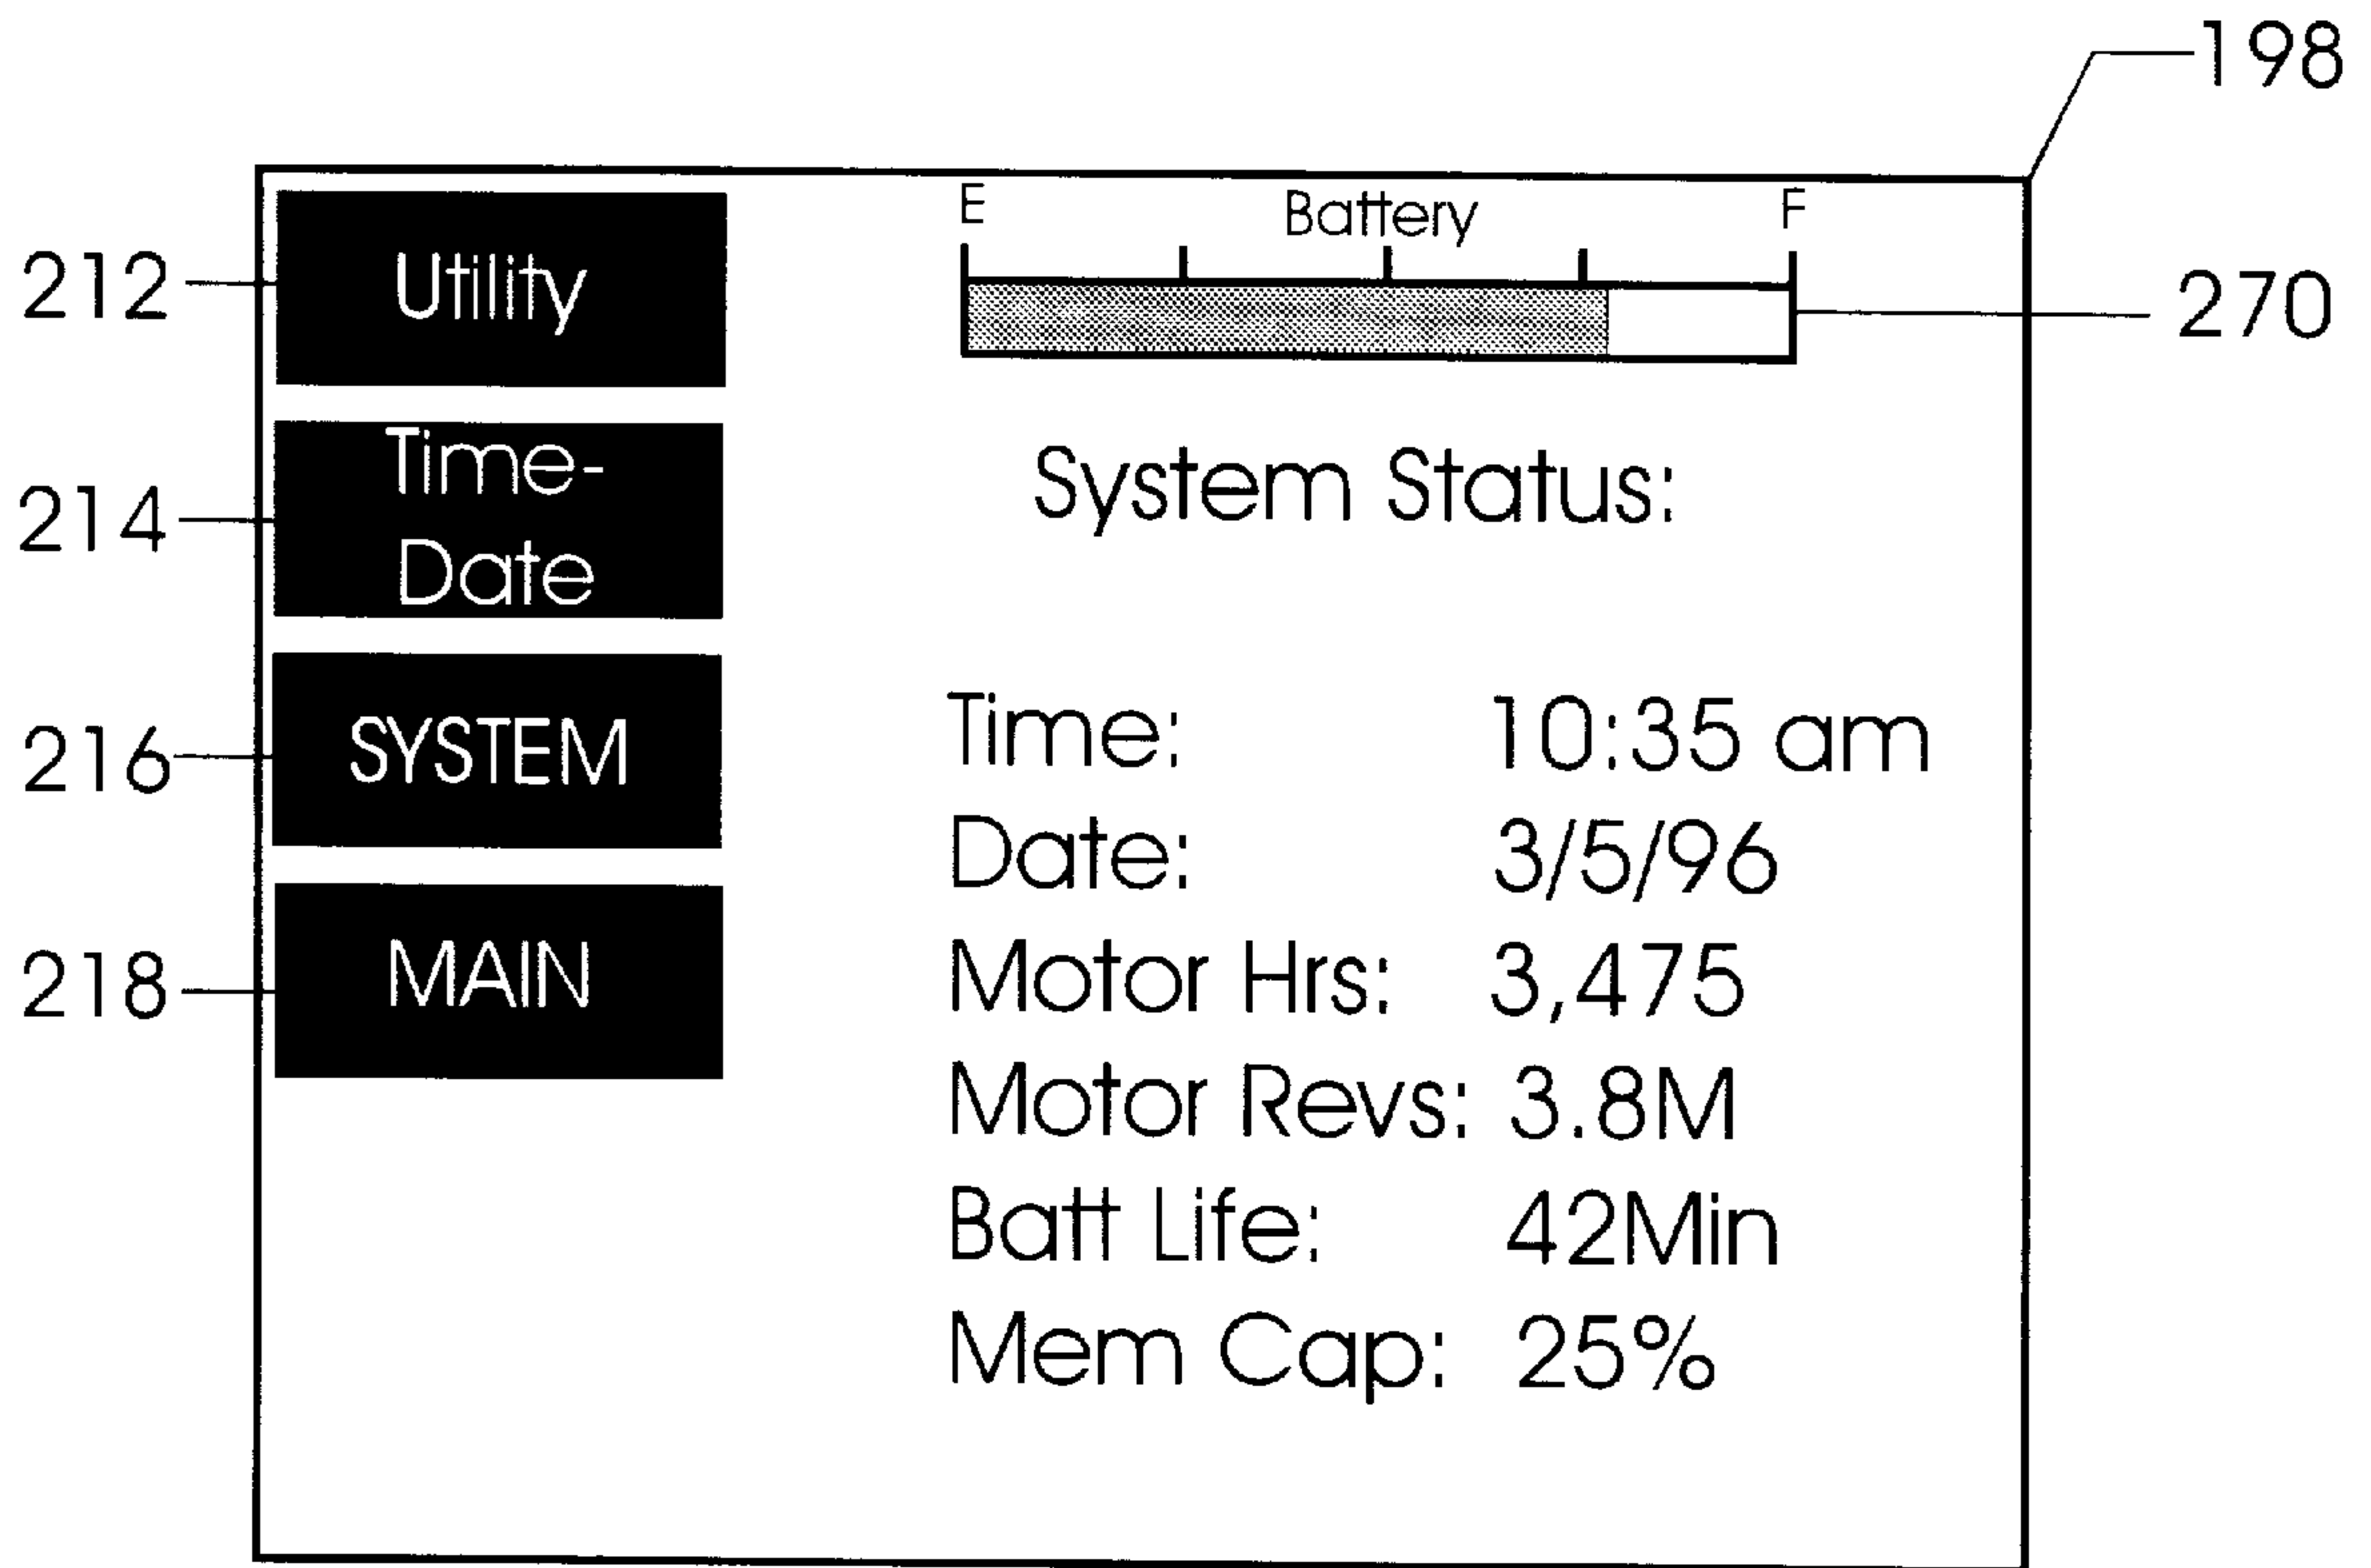 198
E Battery F
212 Utility
270
214 Time-
Date
System Status:
216 SYSTEM
Time: 10:35 am
Date: 3/5/96
218 MAIN
Motor Hrs: 3,475
Motor Revs: 3.8M
Batt Life: 42Min
Mem Cap: 25%